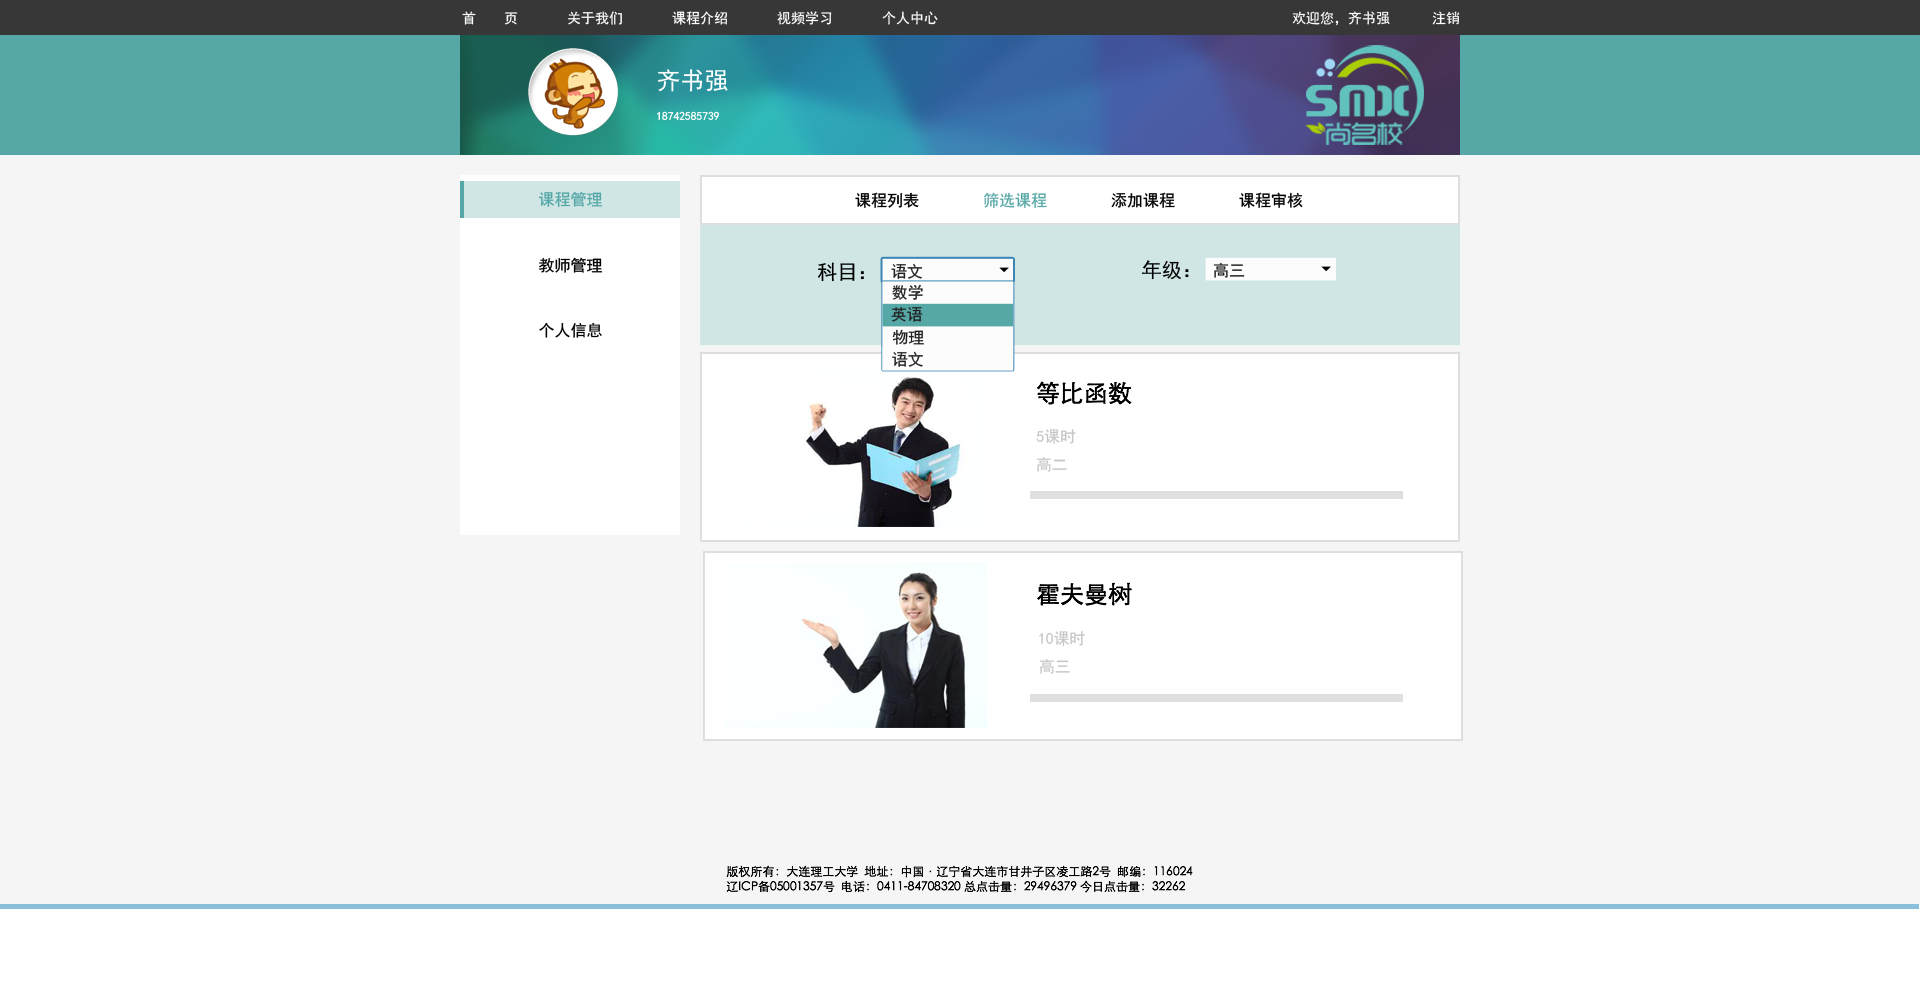 首 页 关于我们 课程介绍 视频学习 个人中心 欢迎您，齐书强 注销
齐书强
18742585739
SMX
尚名校
课程管理
教师管理
个人信息
课程列表 筛选课程 添加课程 课程审核
科目： 语文 年级： 高三
数学
英语
物理
语文
等比函数
5课时
高二
霍夫曼树
10课时
高三
版权所有：大连理工大学 地址：中国 · 辽宁省大连市甘井子区凌工路2号 邮编：116024
辽ICP备05001357号 电话：0411-84708320 总点击量：29496379 今日点击量：32262